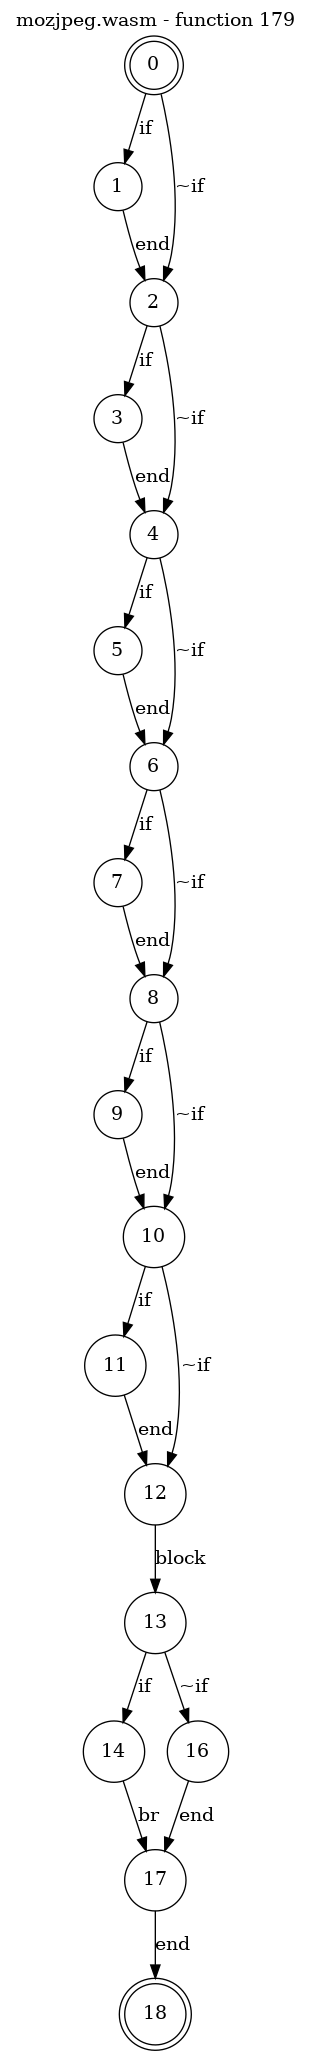 mozjpeg.wasm - function 179
0
if
1
~if
end
2
if
3
~if
end
4
if
5
~if
end
6
if
7
~if
end
8
if
9
~if
end
10
if
11
~if
end
12
block
13
if
~if
14
16
br
end
17
end
18